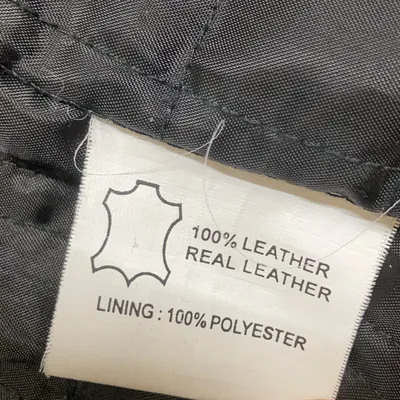 100% LEATHER
REAL LEATHER
LINING : 100% POLYESTER